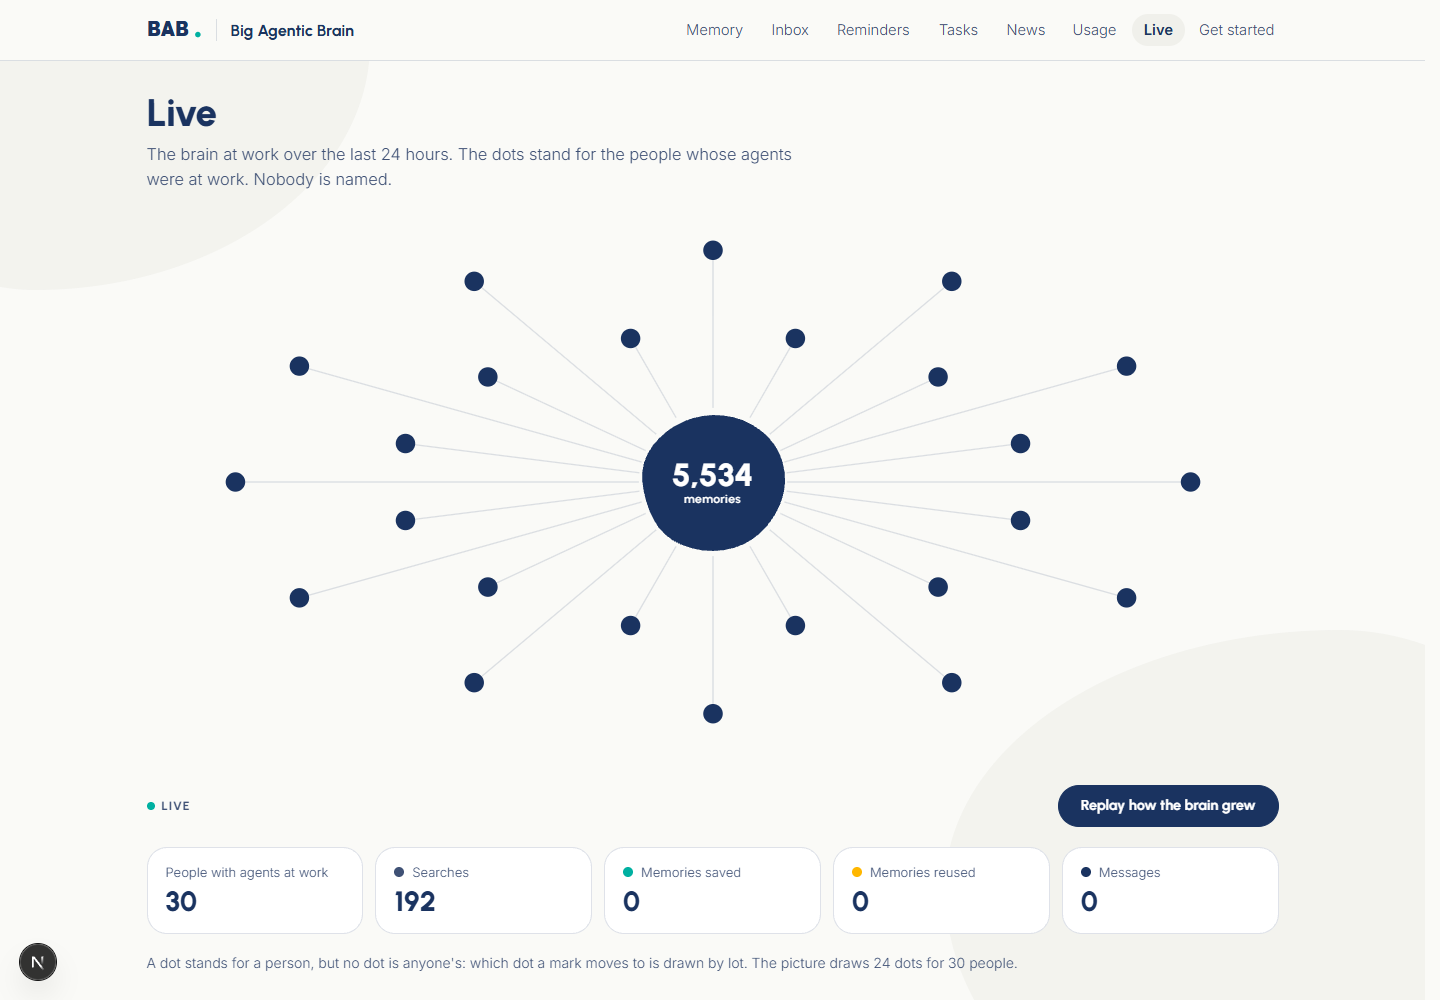 BAB. Big Agentic Brain
Memory Inbox Reminders Tasks News Usage Live Get started
Live
The brain at work over the last 24 hours. The dots stand for the people whose agents
were at work. Nobody is named.
5,534
memories
LIVE
Replay how the brain grew
People with agents at work
30
Searches
192
Memories saved
0
Memories reused
0
Messages
0
N
A dot stands for a person, but no dot is anyone's: which dot a mark moves to is drawn by lot. The picture draws 24 dots for 30 people.